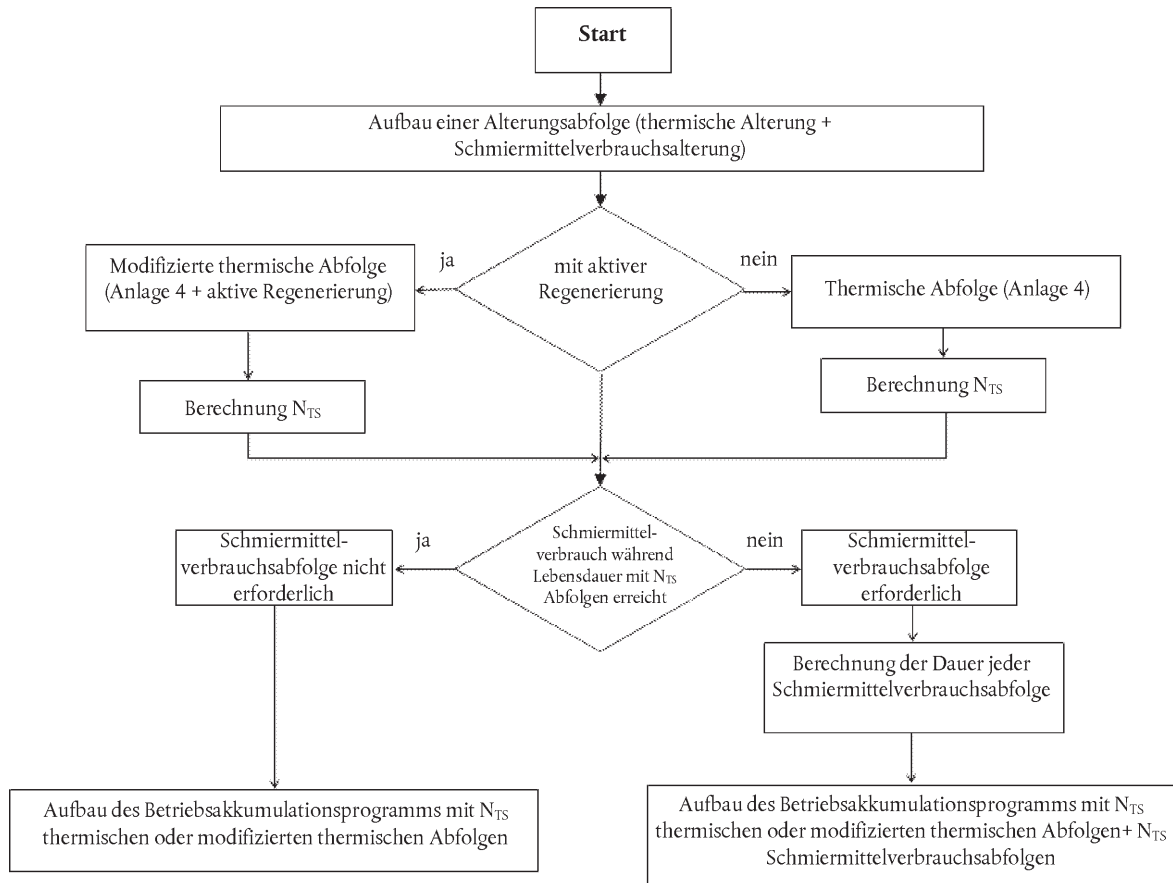 Start
Aufbau einer Alterungsabfolge (thermische Alterung +
Schmiermittelverbrauchsalterung)
mit aktiver
Regenerierung
ja
nein
Modifizierte thermische Abfolge
(Anlage 4 + aktive Regenerierung)
Thermische Abfolge (Anlage 4)
Berechnung NTS
Berechnung NTS
Schmiermittel-
verbrauch während
Lebensdauer mit NTS
Abfolgen erreicht
ja
nein
Schmiermittel-
verbrauchsabfolge nicht
erforderlich
Schmiermittel-
verbrauchsabfolge
erforderlich
Berechnung der Dauer jeder
Schmiermittelverbrauchsabfolge
Aufbau des Betriebsakkumulationsprogramms mit NTS
thermischen oder modifizierten thermischen Abfolgen
Aufbau des Betriebsakkumulationsprogramms mit NTS
thermischen oder modifizierten thermischen Abfolgen+ NTS
Schmiermittelverbrauchsabfolgen